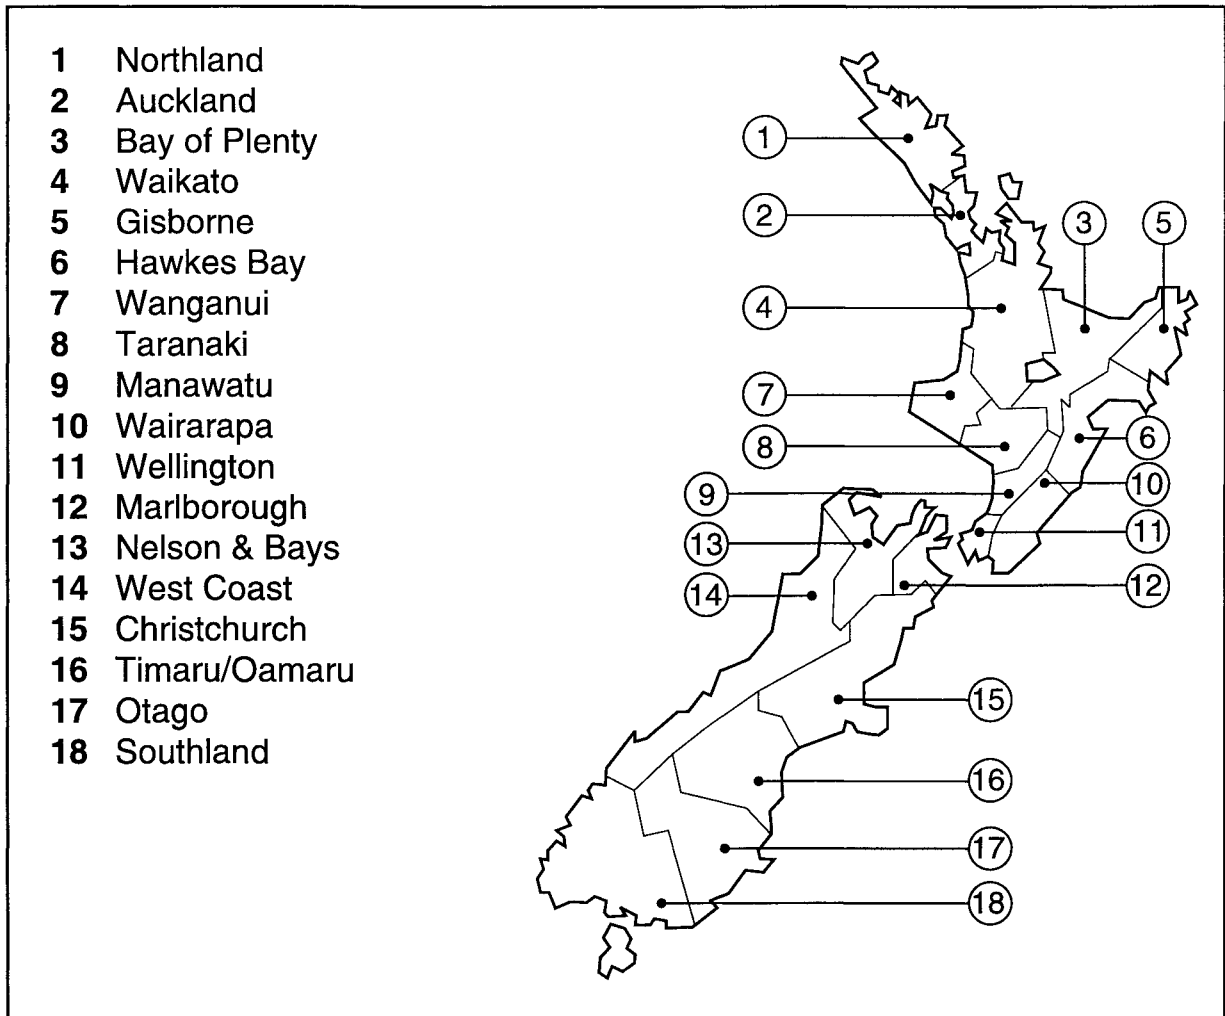 1 Northland
2 Auckland
3 Bay of Plenty
4 Waikato
5 Gisborne
6 Hawkes Bay
7 Wanganui
8 Taranaki
9 Manawatu
10 Wairarapa
11 Wellington
12 Marlborough
13 Nelson & Bays
14 West Coast
15 Christchurch
16 Timaru/Oamaru
17 Otago
18 Southland
1
2
3
5
4
7
6
8
10
9
11
13
12
14
15
16
17
18